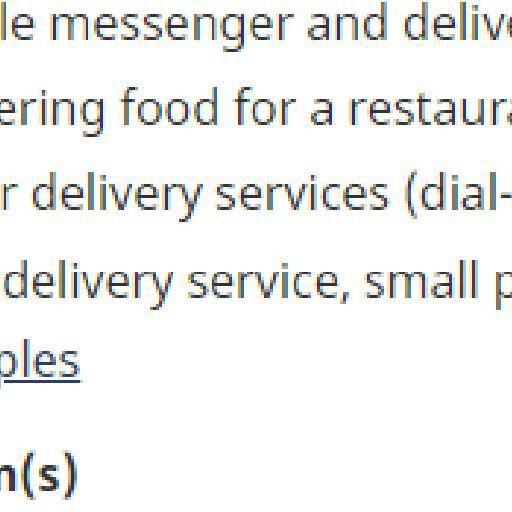 le messenger and delive
ering food for a restaura
r delivery services (dial-
delivery service, small p
ples
n(s)